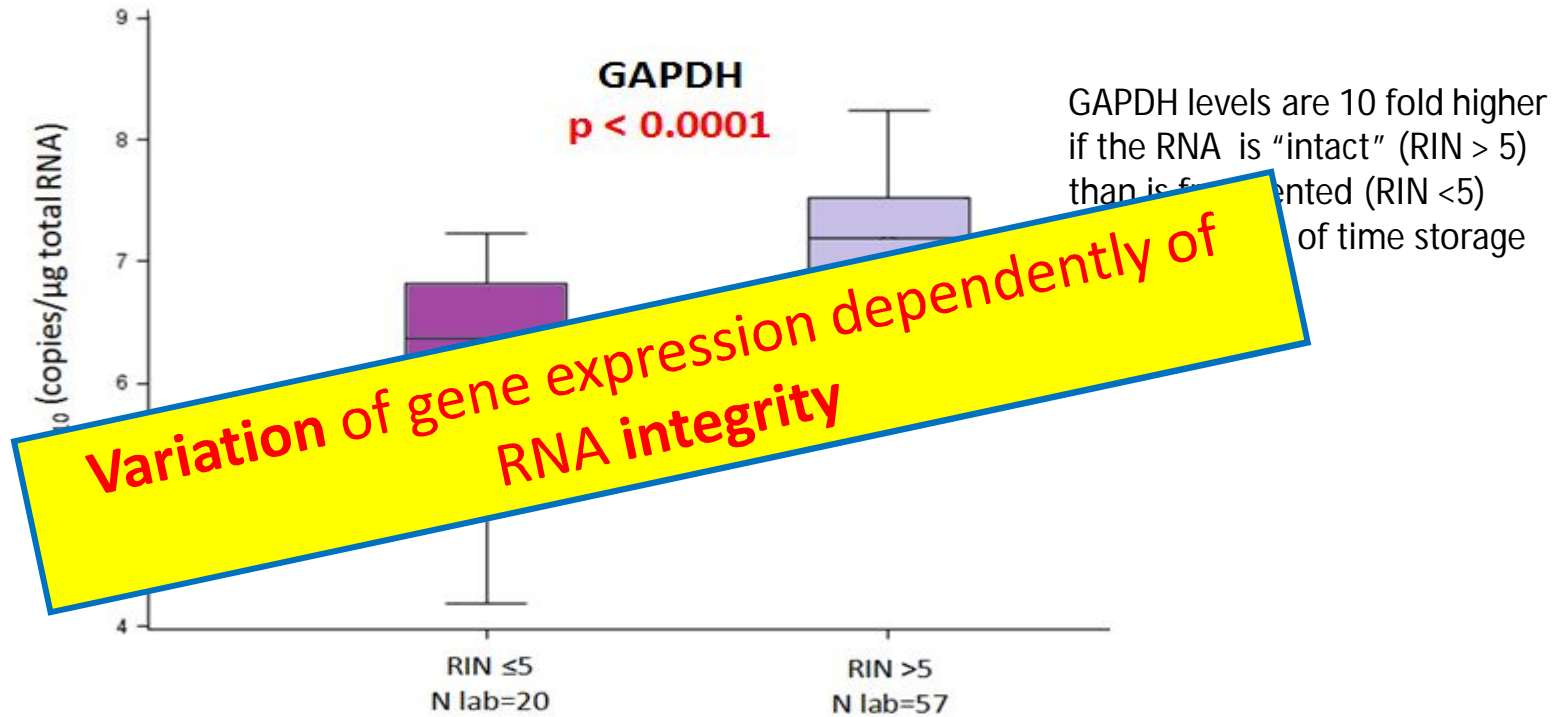 9
GAPDH
p < 0.0001
8
7
6
4
10 (copies/µg total RNA)
GAPDH levels are 10 fold higher
if the RNA is “intact” (RIN > 5)
than is (RIN <5)
of time storage
Variation of gene expression dependently of
RNA integrity
RIN ≤5
N lab=20
RIN >5
N lab=57